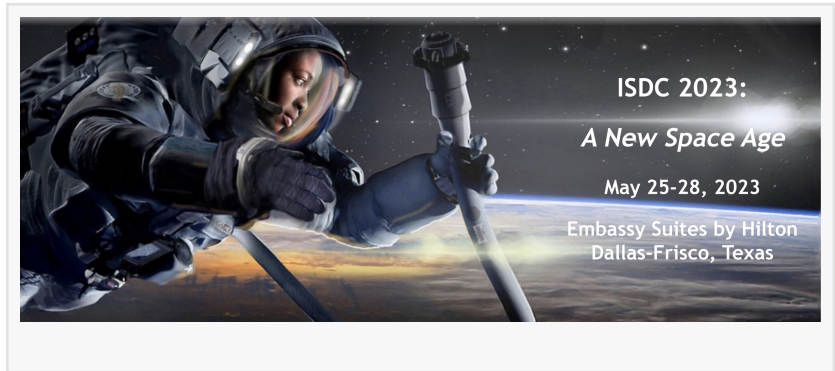 ISDC 2023:
A New Space Age
May 25-28, 2023
Embassy Suites by Hilton
Dallas-Frisco, Texas